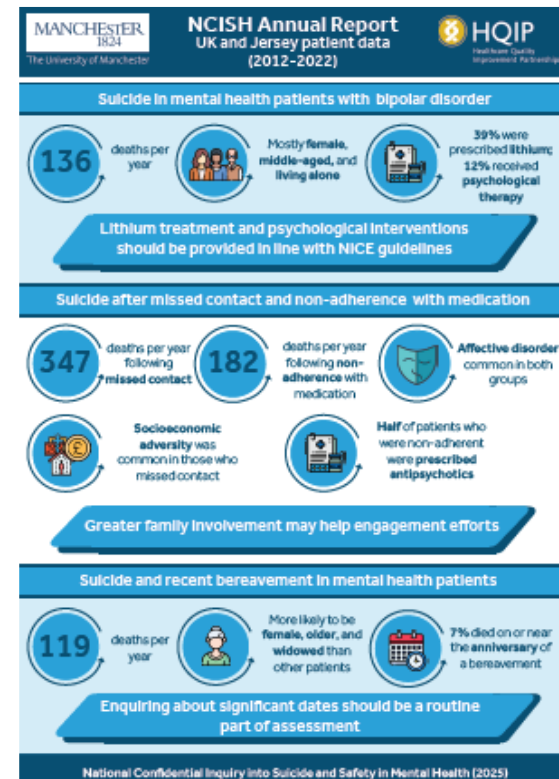 MANCHESTER
1824
The University of Manchester
NCISH Annual Report
UK and Jersey patient data
(2012-2022)
HQIP
Healthcare Quality
Improvement Partnership
Suicide in mental health patients with bipolar disorder
136
deaths per
year
Mostly female,
middle-aged, and
living alone
39% were
prescribed lithium;
12% received
psychological
therapy
Lithium treatment and psychological interventions
should be provided in line with NICE guidelines
Suicide after missed contact and non-adherence with medication
347
deaths per year
following
missed contact
182
deaths per year
following non-
adherence with
medication
Affective disorder
common in both
groups
Socioeconomic
adversity was
common in those who
missed contact
Half of patients who
were non-adherent
were prescribed
antipsychotics
Greater family involvement may help engagement efforts
Suicide and recent bereavement in mental health patients
119
deaths per
year
More likely to be
female, older, and
widowed than
other patients
7% died on or near
the anniversary of
a bereavement
Enquiring about significant dates should be a routine
part of assessment
National Confidential Inquiry into Suicide and Safety in Mental Health (2025)